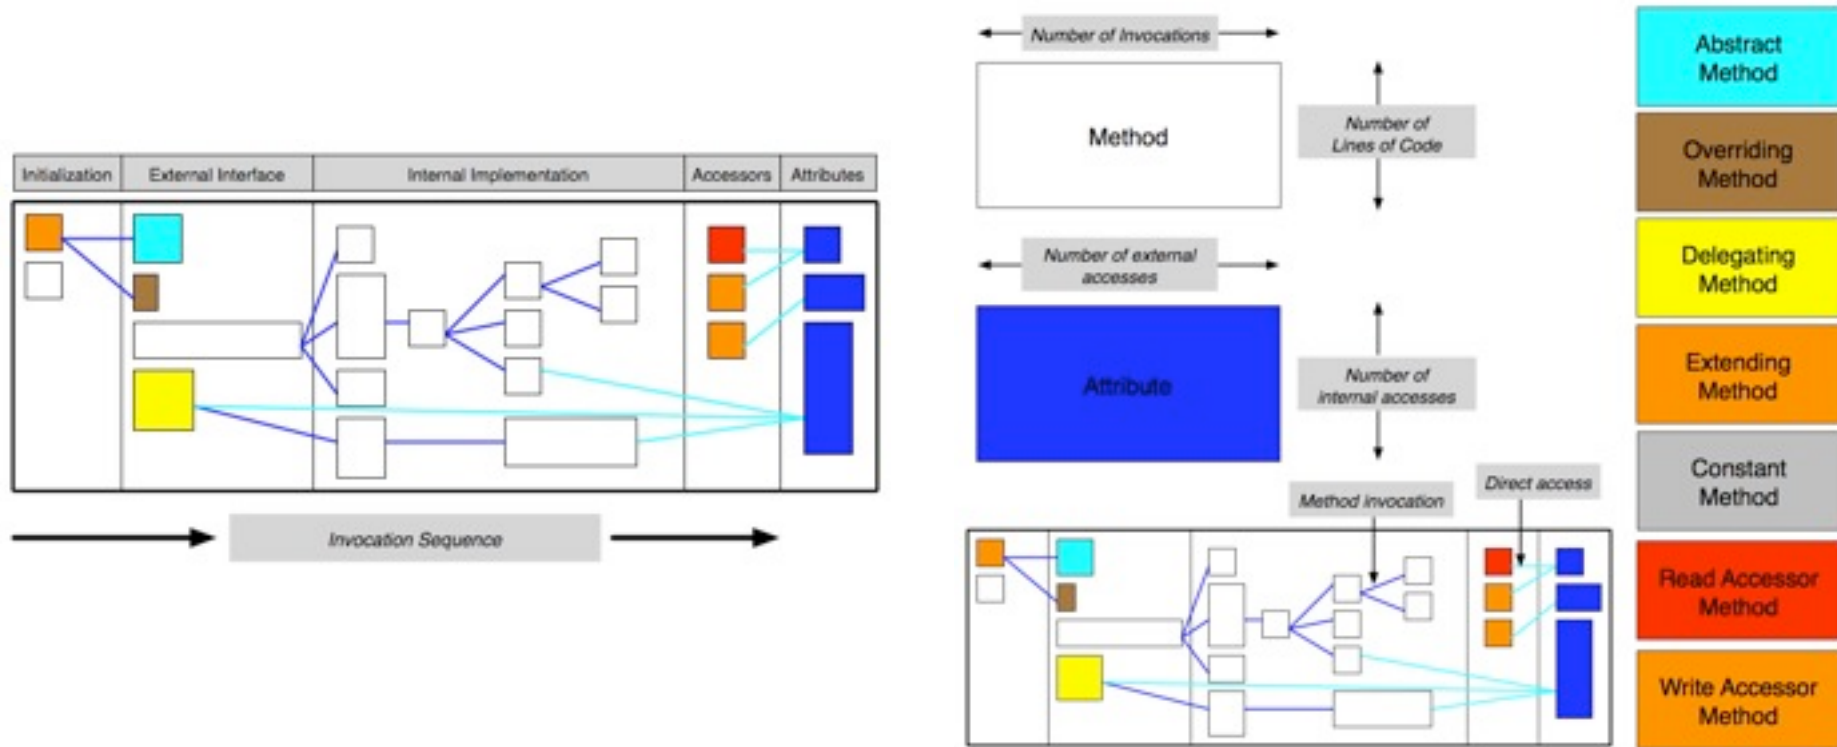 Initialization External Interface Internal Implementation Accessors Attributes
Invocation Sequence
Number of Invocations
Method
Number of
Lines of Code
Number of external
accesses
Attribute
Number of
internal accesses
Method invocation
Direct access
Abstract
Method
Overriding
Method
Delegating
Method
Extending
Method
Constant
Method
Read Accessor
Method
Write Accessor
Method